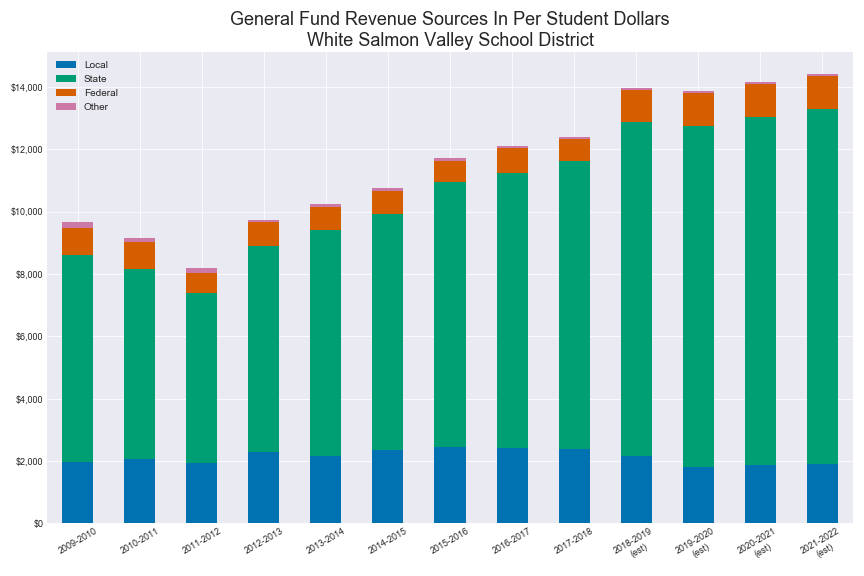 General Fund Revenue Sources In Per Student Dollars
White Salmon Valley School District
Local
State
Federal
Other
$14,000
$12,000
$10,000
$8,000
$6,000
$4,000
$2,000
$0
2009-2010
2010-2011
2011-2012
2012-2013
2013-2014
2014-2015
2015-2016
2016-2017
2017-2018
2018-2019
(est)
2019-2020
(est)
2020-2021
(est)
2021-2022
(est)